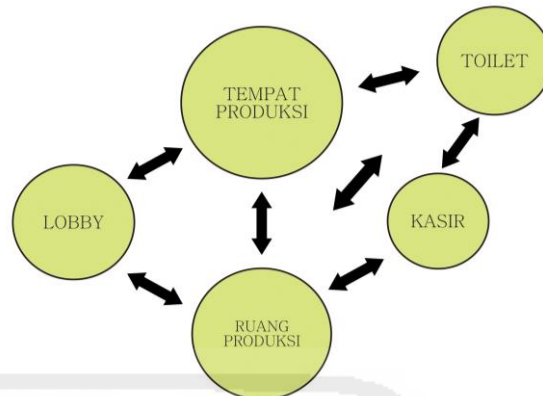 TEMPAT
PRODUKSI
TOILET
LOBBY
KASIR
RUANG
PRODUKSI